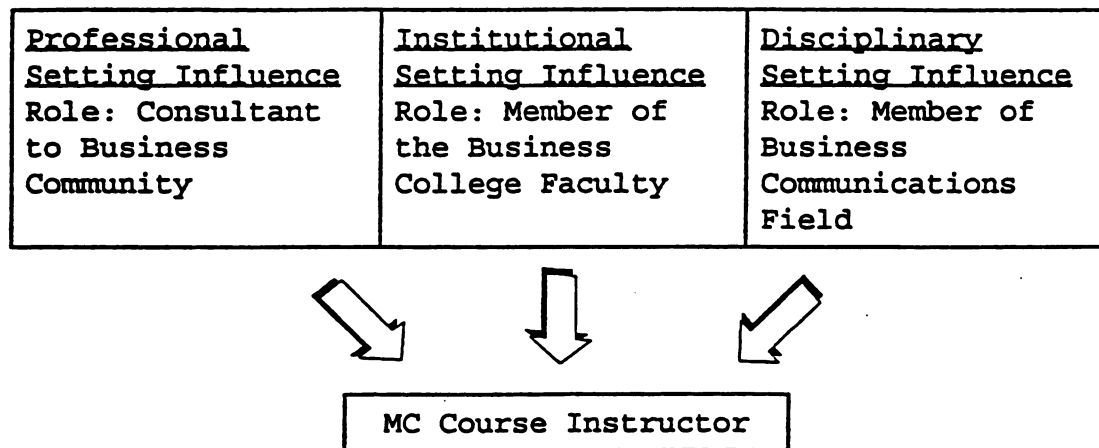 Professional
Setting Influence
Role: Consultant
to Business
Community
Institutional
Setting Influence
Role: Member of
the Business
College Faculty
Disciplinary
Setting Influence
Role: Member of
Business
Communications
Field
MC Course Instructor